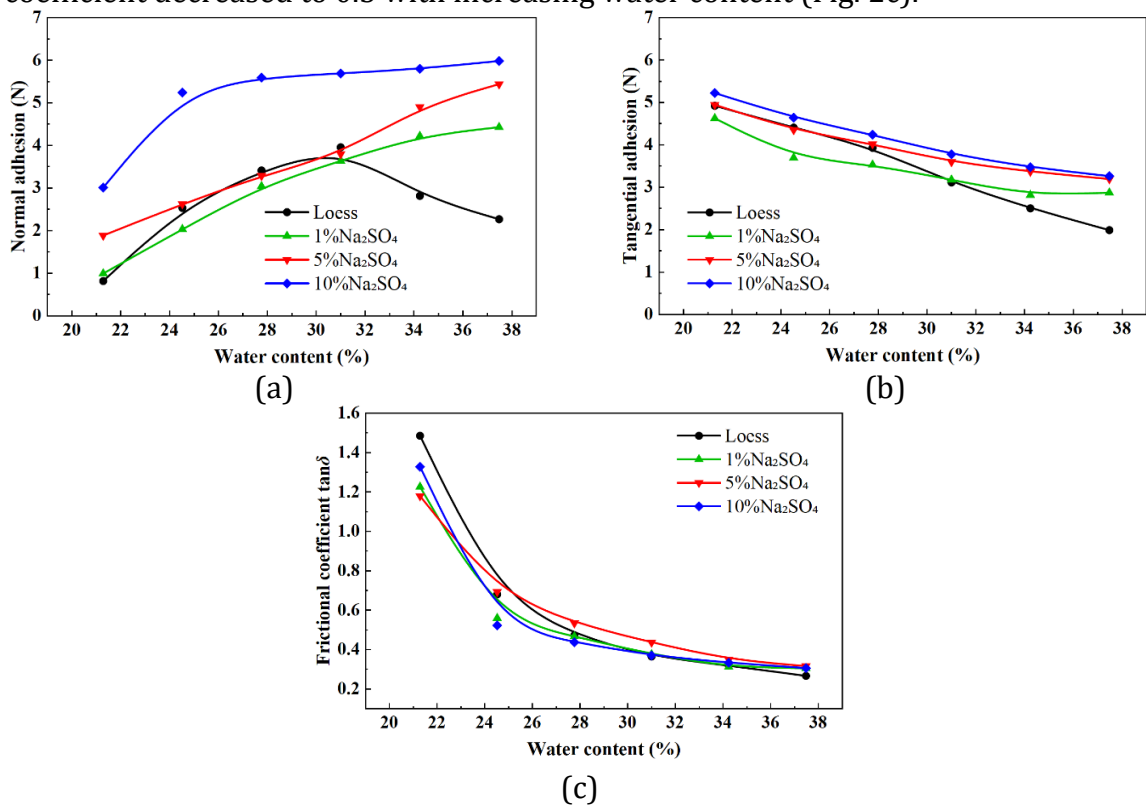 coefficient decreased to 0.3 with increasing water content (Fig. 2c).
7
6
5
4
3
2
1
0
Normal adhesion (N)
Loess
1%Na₂SO₄
5%Na₂SO₄
10%Na₂SO₄
20 22 24 26 28 30 32 34 36 38
Water content (%)
(a)
7
6
5
4
3
2
1
0
Tangential adhesion (N)
Loess
1%Na₂SO₄
5%Na₂SO₄
10%Na₂SO₄
20 22 24 26 28 30 32 34 36 38
Water content (%)
(b)
1.6
1.4
1.2
1.0
0.8
0.6
0.4
0.2
Frictional coefficient tanδ
Loess
1%Na₂SO₄
5%Na₂SO₄
10%Na₂SO₄
20 22 24 26 28 30 32 34 36 38
Water content (%)
(c)